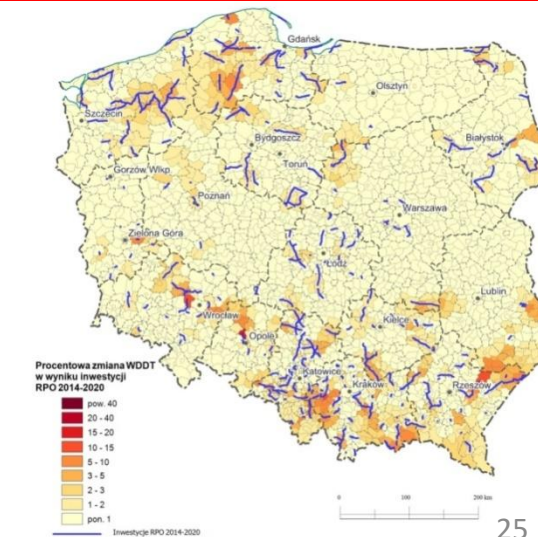 Gdańsk
Olsztyn
Szczecin
Białystok
Bydgoszcz
Toruń
Gorzów Wlkp
Poznań
Warszawa
Zielona Góra
Łódź
Lublin
Wrocław
Kielce
Opole
Katowice
Kraków
Rzeszów
Procentowa zmiana WDDT
w wyniku inwestycji
RPO 2014-2020
pow. 40
20 - 40
15 - 20
10 - 15
5 - 10
3 - 5
2 - 3
1 - 2
pon. 1
Inwestycje RPO 2014-2020
0 100 200 km
25